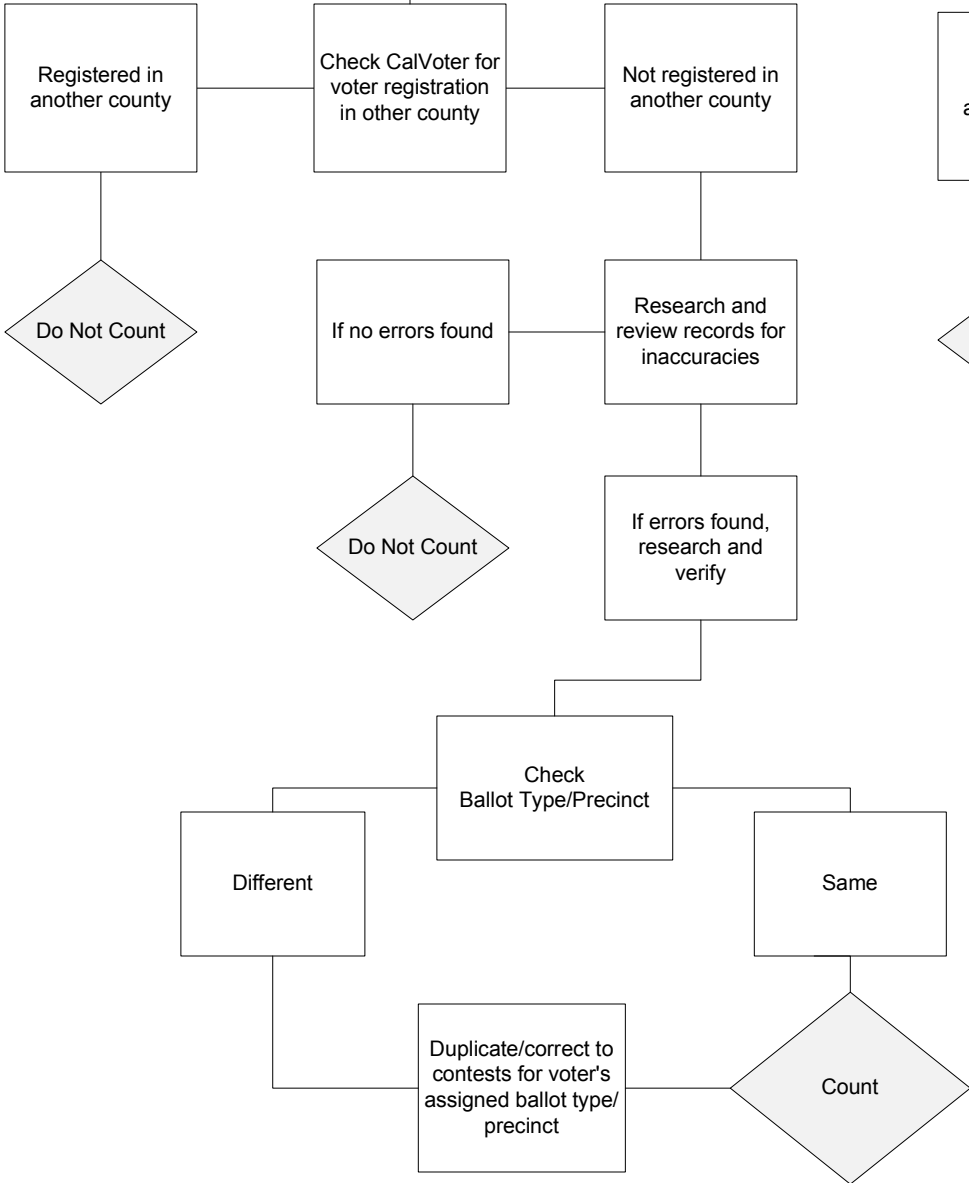 Registered in
another county
Check CalVoter for
voter registration
in other county
Not registered in
another county
Do Not Count
If no errors found
Research and
review records for
inaccuracies
Do Not Count
If errors found,
research and
verify
Check
Ballot Type/Precinct
Different
Same
Duplicate/correct to
contests for voter's
assigned ballot type/
precinct
Count